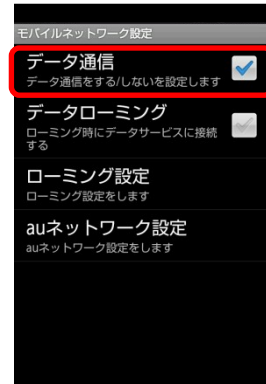 モバイルネットワーク設定
データ通信
データ通信をする/しないを設定します
データローミング
ローミング時にデータサービスに接続
する
ローミング設定
ローミング設定をします
auネットワーク設定
auネットワーク設定をします